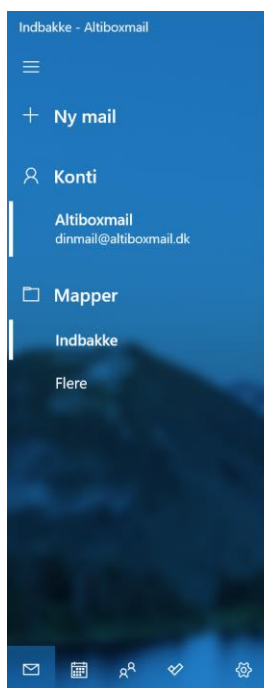 Indbakke - Altiboxmail
Ny mail
Konti
Altiboxmail
dinmail@altiboxmail.dk
Mapper
Indbakke
Flere